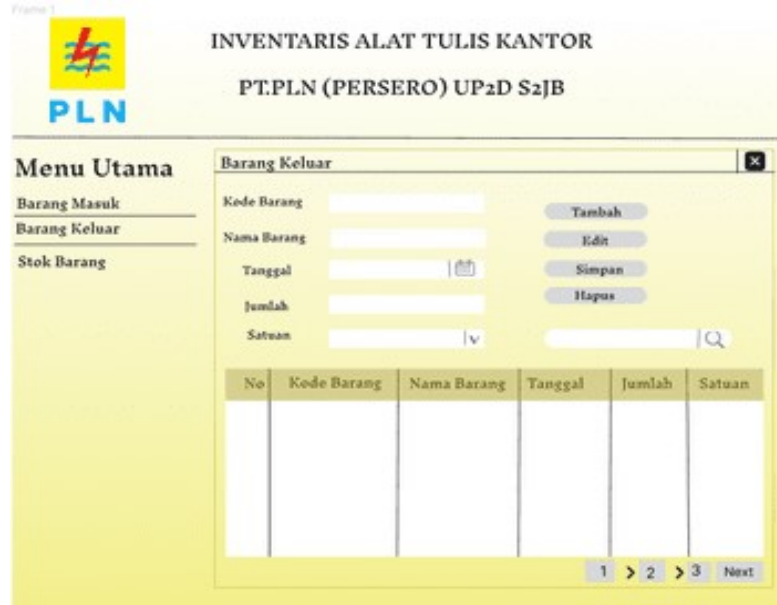 Frame 1
INVENTARIS ALAT TULIS KANTOR
PT.PLN (PERSERO) UP2D S2JB
PLN
Menu Utama
Barang Masuk
Barang Keluar
Stok Barang
Barang Keluar
Kode Barang
Nama Barang
Tanggal
Jumlah
Satuan
Tambah
Edit
Simpan
Hapus
No Kode Barang Nama Barang Tanggal Jumlah Satuan
1 > 2 > 3 Next